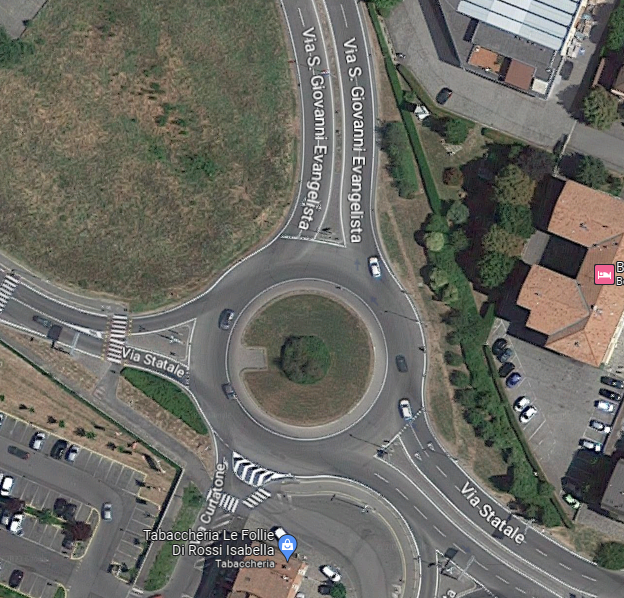 Via S. Giovanni Evangelista
Via S. Giovanni Evangelista
Via Statale
Curtatone
Via Statale
Tabaccheria Le Follie
Di Rossi Isabella
Tabaccheria
B
B